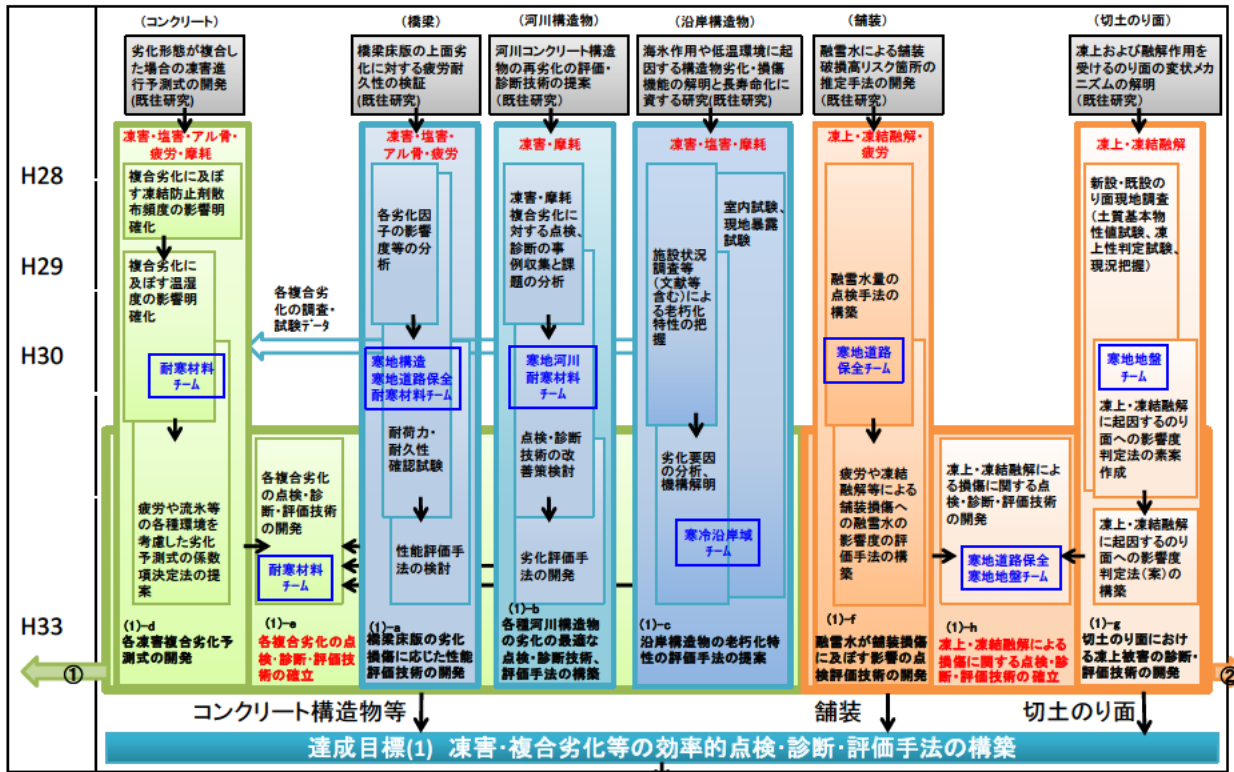 (コンクリート)
(橋梁)
(河川構造物)
(沿岸構造物)
(舗装)
(切土のり面)
劣化形態が複合し
た場合の凍害進
行予測式の開発
(既往研究)
橋梁床版の上面劣
化に対する疲労耐
久性の検証
(既往研究)
河川コンクリート構造
物の再劣化の評価・
診断技術の提案
(既往研究)
海氷作用や低温環境に起
因する構造物劣化・損傷
機能の解明と長寿命化に
資する研究(既往研究)
融雪水による舗装
破損高リスク箇所の
推定手法の開発
(既往研究)
凍上および融解作用を
受けるのり面の変状メカ
ニズムの解明
(既往研究)
凍害・塩害・アル骨・
疲労・摩耗
凍害・塩害・
アル骨・疲労
凍害・摩耗
凍害・塩害・摩耗
凍上・凍結融解・
疲労
凍上・凍結融解
H28
H29
H30
H33
複合劣化に及ぼ
す凍結防止剤散
布頻度の影響明
確化
複合劣化に
及ぼす温湿
度の影響明
確化
耐寒材料
チーム
疲労や流氷等
の各種環境を
考慮した劣化
予測式の係数
項決定法の提
案
(1)-d
各凍害複合劣化予
測式の開発
各複合劣
化の調査・
試験データ
各複合劣化
の点検・診
断・評価技術
の開発
耐寒材料
チーム
(1)-e
各複合劣化の点
検・診断・評価技
術の確立
各劣化因
子の影響
度等の分
析
寒地構造
寒地道路保全
耐寒材料チーム
耐荷力・
耐久性
確認試験
性能評価手
法の検討
(1)-a
橋梁床版の劣化
損傷に応じた性能
評価技術の開発
凍害・摩耗
複合劣化に
対する点検、
診断の事
例収集と課
題の分析
寒地河川
耐寒材料
チーム
点検・診断
技術の改
善策検討
劣化評価手
法の開発
(1)-b
各種河川構造物
の劣化の最適な
点検・診断技術、
評価手法の構築
室内試験、
現地暴露
試験
施設状況
調査等
(文献等
含む)によ
る老朽化
特性の把
握
劣化要因の
分析、
機構解明
寒冷沿岸域
チーム
(1)-c
沿岸構造物の老朽化特
性の評価手法の提案
融雪水量の
点検手法の
構築
寒地道路
保全チーム
疲労や凍結
融解等による
舗装損傷へ
の融雪水の
影響度の評
価手法の構
築
(1)-f
融雪水が舗装損傷
に及ぼす影響の点
検評価技術の開発
凍上・凍結融解によ
る損傷に関する点
検・診断・評価技術
の開発
寒地道路保全
寒地地盤チーム
(1)-h
凍上・凍結融解による
損傷に関する点検・診
断・評価技術の確立
新設・既設の
り面現地調査
(土質基本物
性値試験、凍
上性判定試験、
現況把握)
寒地地盤
チーム
凍上・凍結融解
に起因するのり
面への影響度
判定法の素案
作成
凍上・凍結融解
に起因するのり
面への影響度
判定法(案)の
構築
(1)-g
切土のり面におけ
る凍上被害の診断・
評価技術の開発
①
②
コンクリート構造物等
舗装
切土のり面
達成目標(1) 凍害・複合劣化等の効率的点検・診断・評価手法の構築